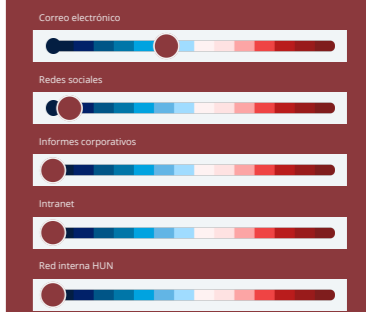 Correo electrónico
Redes sociales
Informes corporativos
Intranet
Red interna HUN